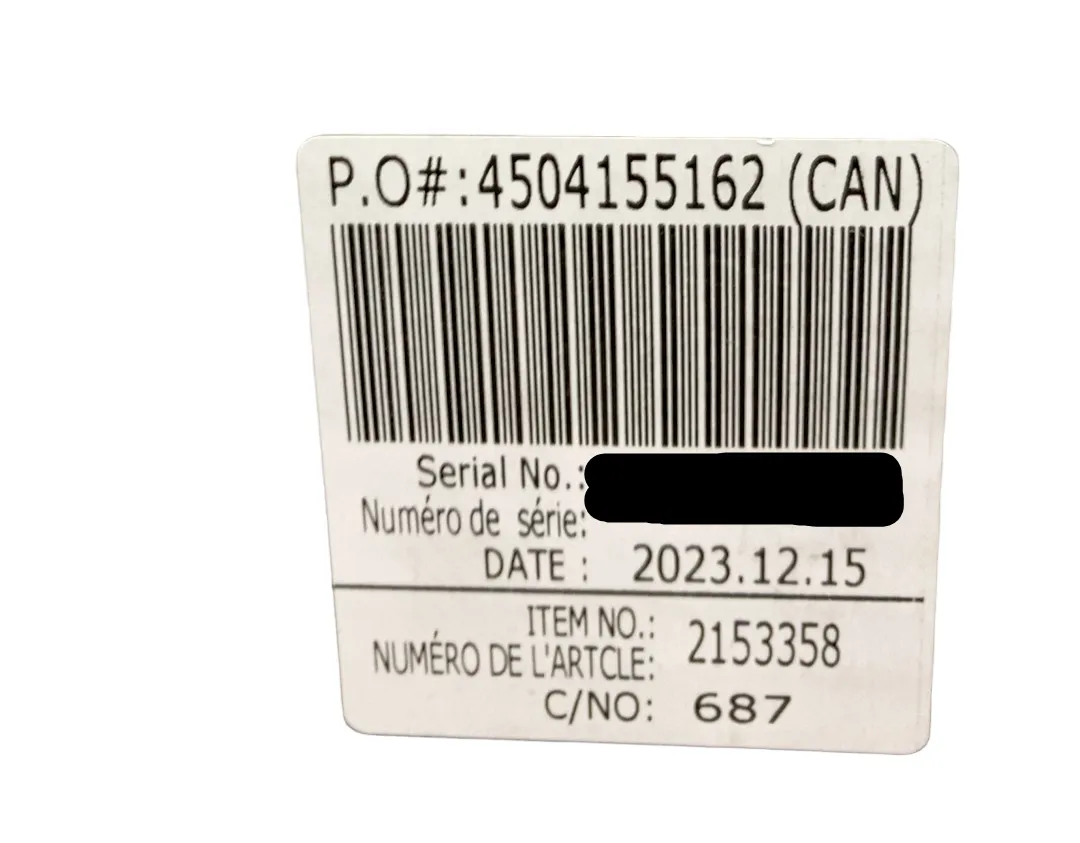 P.O#:4504155162 (CAN)
Serial No.:
Numéro de série:
DATE : 2023.12.15
ITEM NO.: 2153358
NUMÉRO DE L'ARTCLE:
C/NO: 687